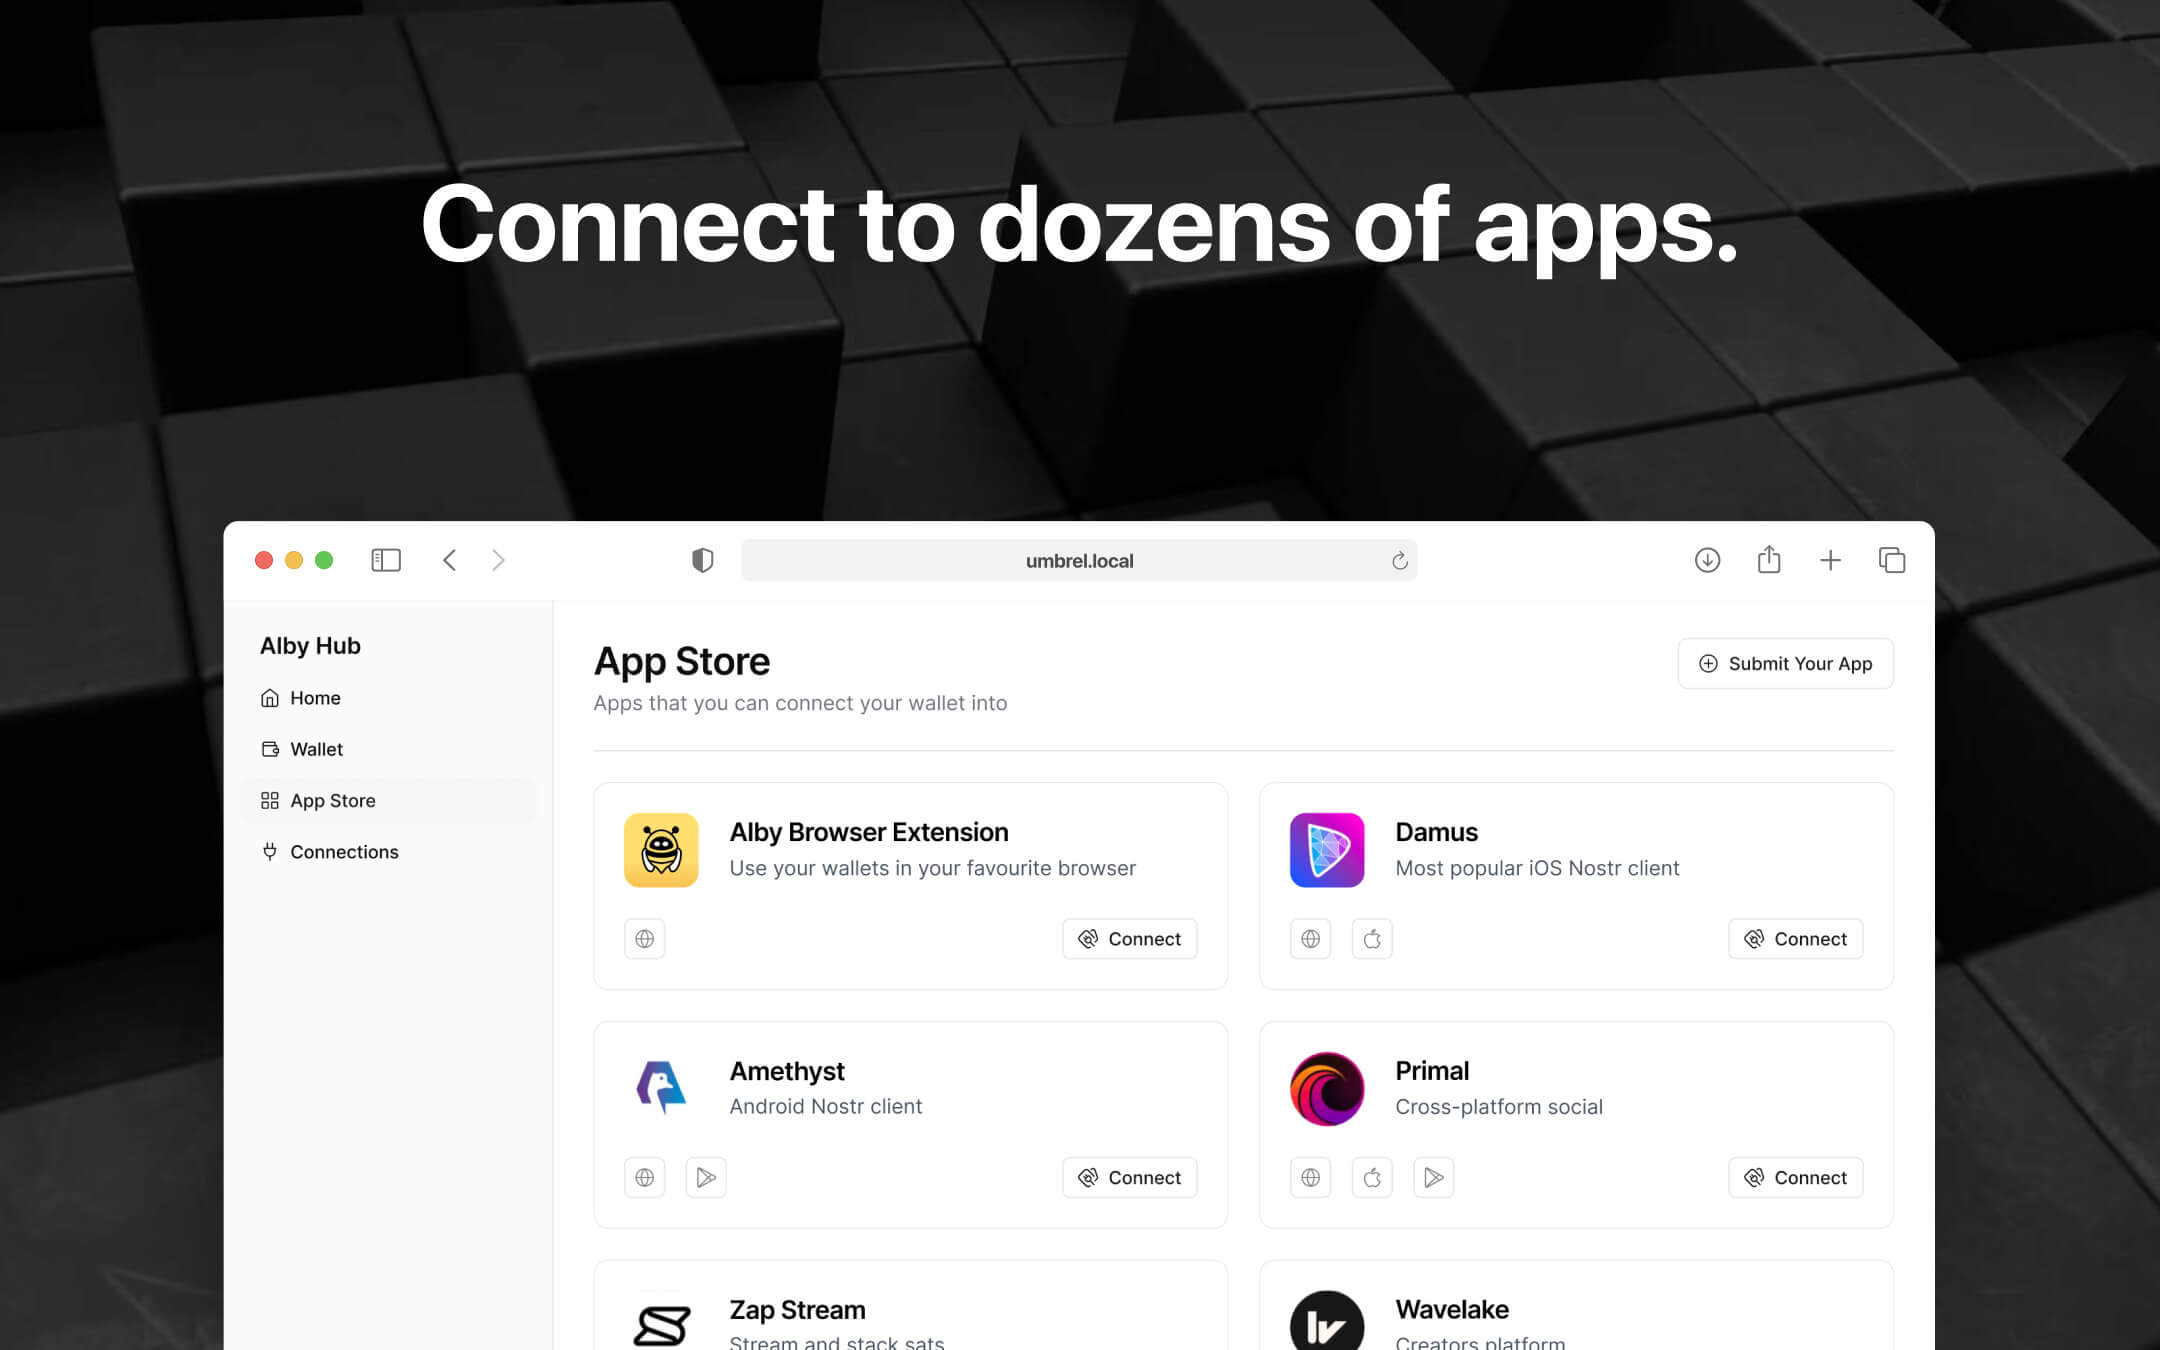 Connect to dozens of apps.
umbrel.local
Alby Hub
Home
Wallet
App Store
Connections
App Store
Apps that you can connect your wallet into
Submit Your App
Alby Browser Extension
Use your wallets in your favourite browser
Connect
Damus
Most popular iOS Nostr client
Connect
Amethyst
Android Nostr client
Connect
Primal
Cross-platform social
Connect
Zap Stream
Stream and stack sats
Wavelake
Creators platform